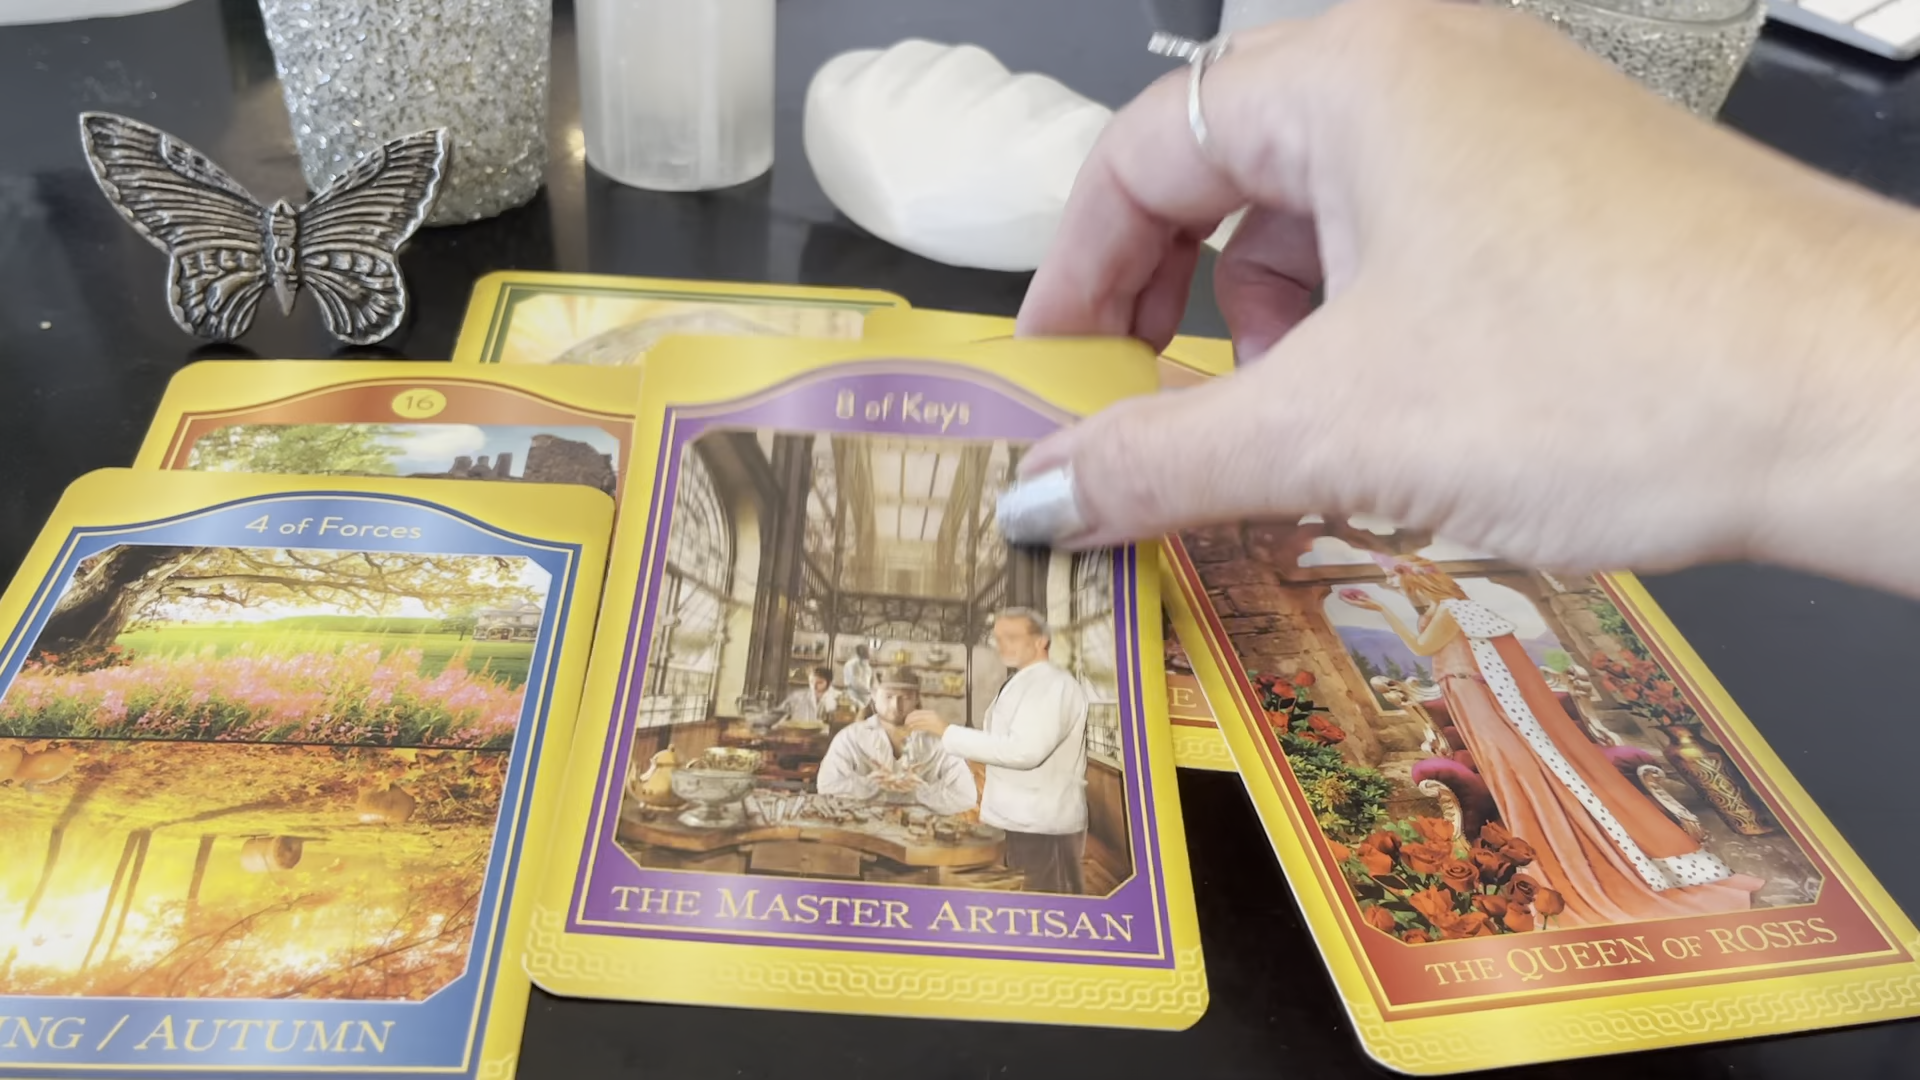 16
4 of Forces
ING / AUTUMN
8 of Keys
THE MASTER ARTISAN
E
THE QUEEN OF ROSES